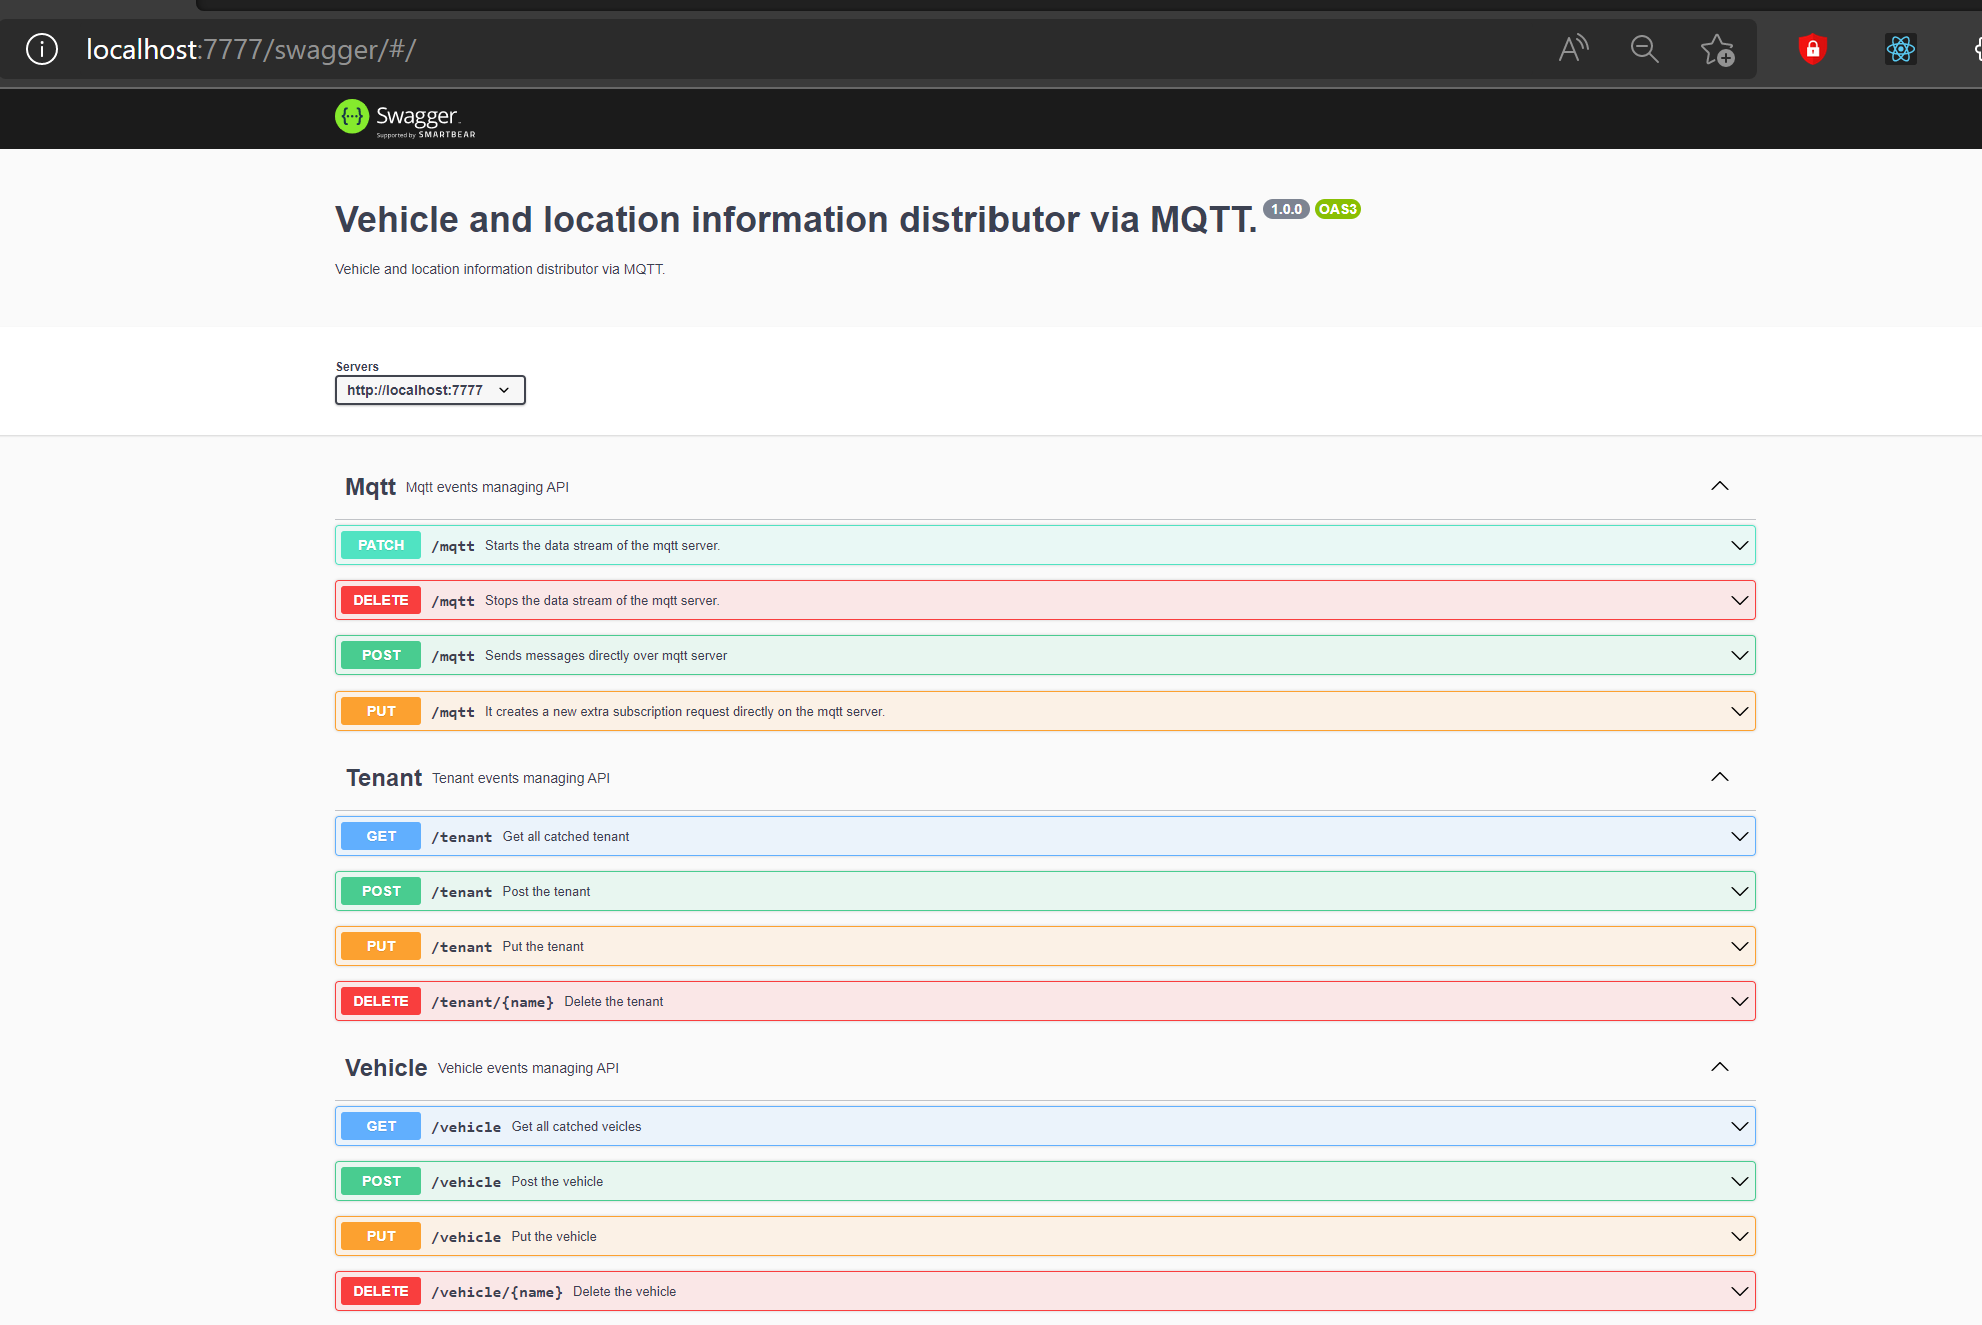 localhost:7777/swagger/#/
Swagger.
Supported by SMARTBEAR
Vehicle and location information distributor via MQTT. 1.0.0 OAS3
Vehicle and location information distributor via MQTT.
Servers
http://localhost:7777
Mqtt Mqtt events managing API
PATCH /mqtt Starts the data stream of the mqtt server.
DELETE /mqtt Stops the data stream of the mqtt server.
POST /mqtt Sends messages directly over mqtt server
PUT /mqtt It creates a new extra subscription request directly on the mqtt server.
Tenant Tenant events managing API
GET /tenant Get all catched tenant
POST /tenant Post the tenant
PUT /tenant Put the tenant
DELETE /tenant/{name} Delete the tenant
Vehicle Vehicle events managing API
GET /vehicle Get all catched veicles
POST /vehicle Post the vehicle
PUT /vehicle Put the vehicle
DELETE /vehicle/{name} Delete the vehicle